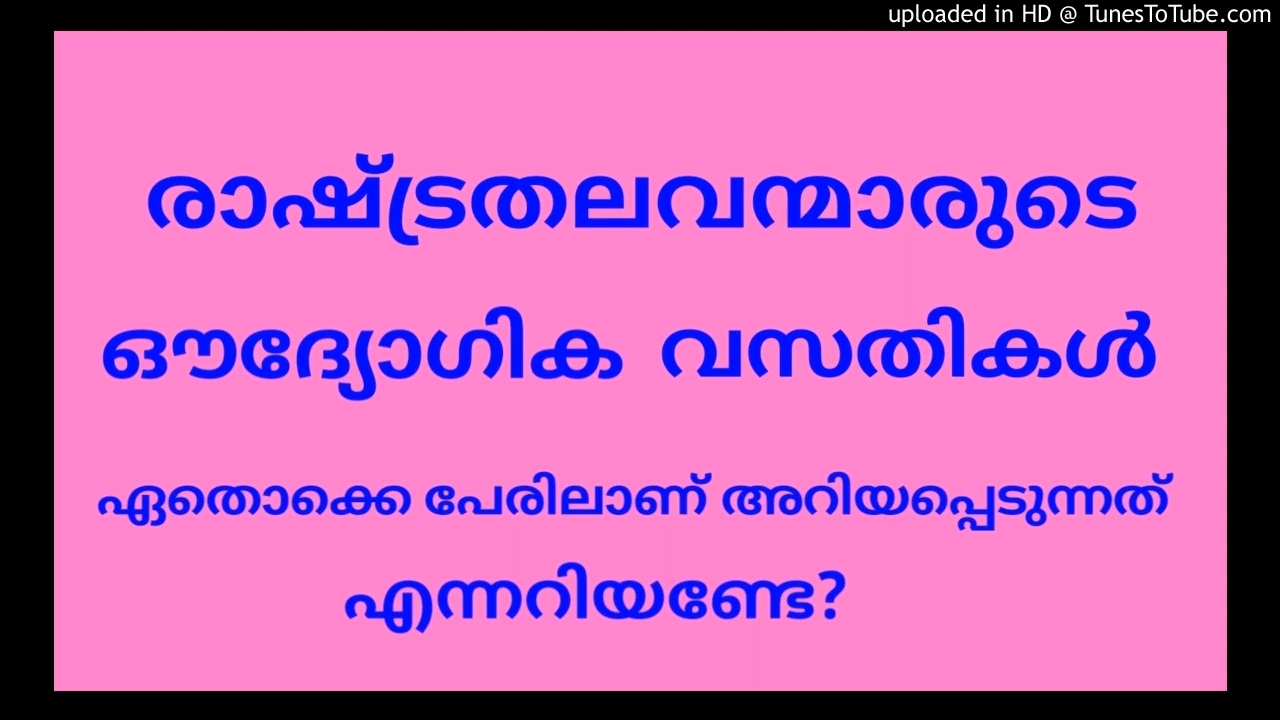 uploaded in HD @ TunesToTube.com
രാഷ്ട്രതലവന്മാരുടെ
ഔദ്യോഗിക വസതികൾ
ഏതൊക്കെ പേരിലാണ് അറിയപ്പെടുന്നത്
എന്നറിയണ്ടേ?